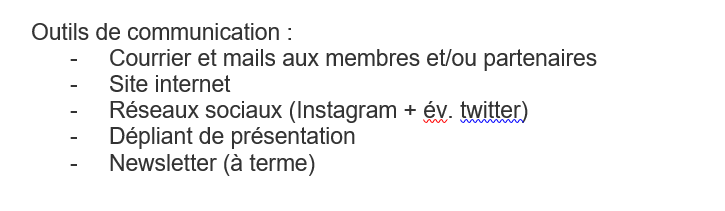 Outils de communication :
- Courrier et mails aux membres et/ou partenaires
- Site internet
- Réseaux sociaux (Instagram + év. twitter)
- Dépliant de présentation
- Newsletter (à terme)